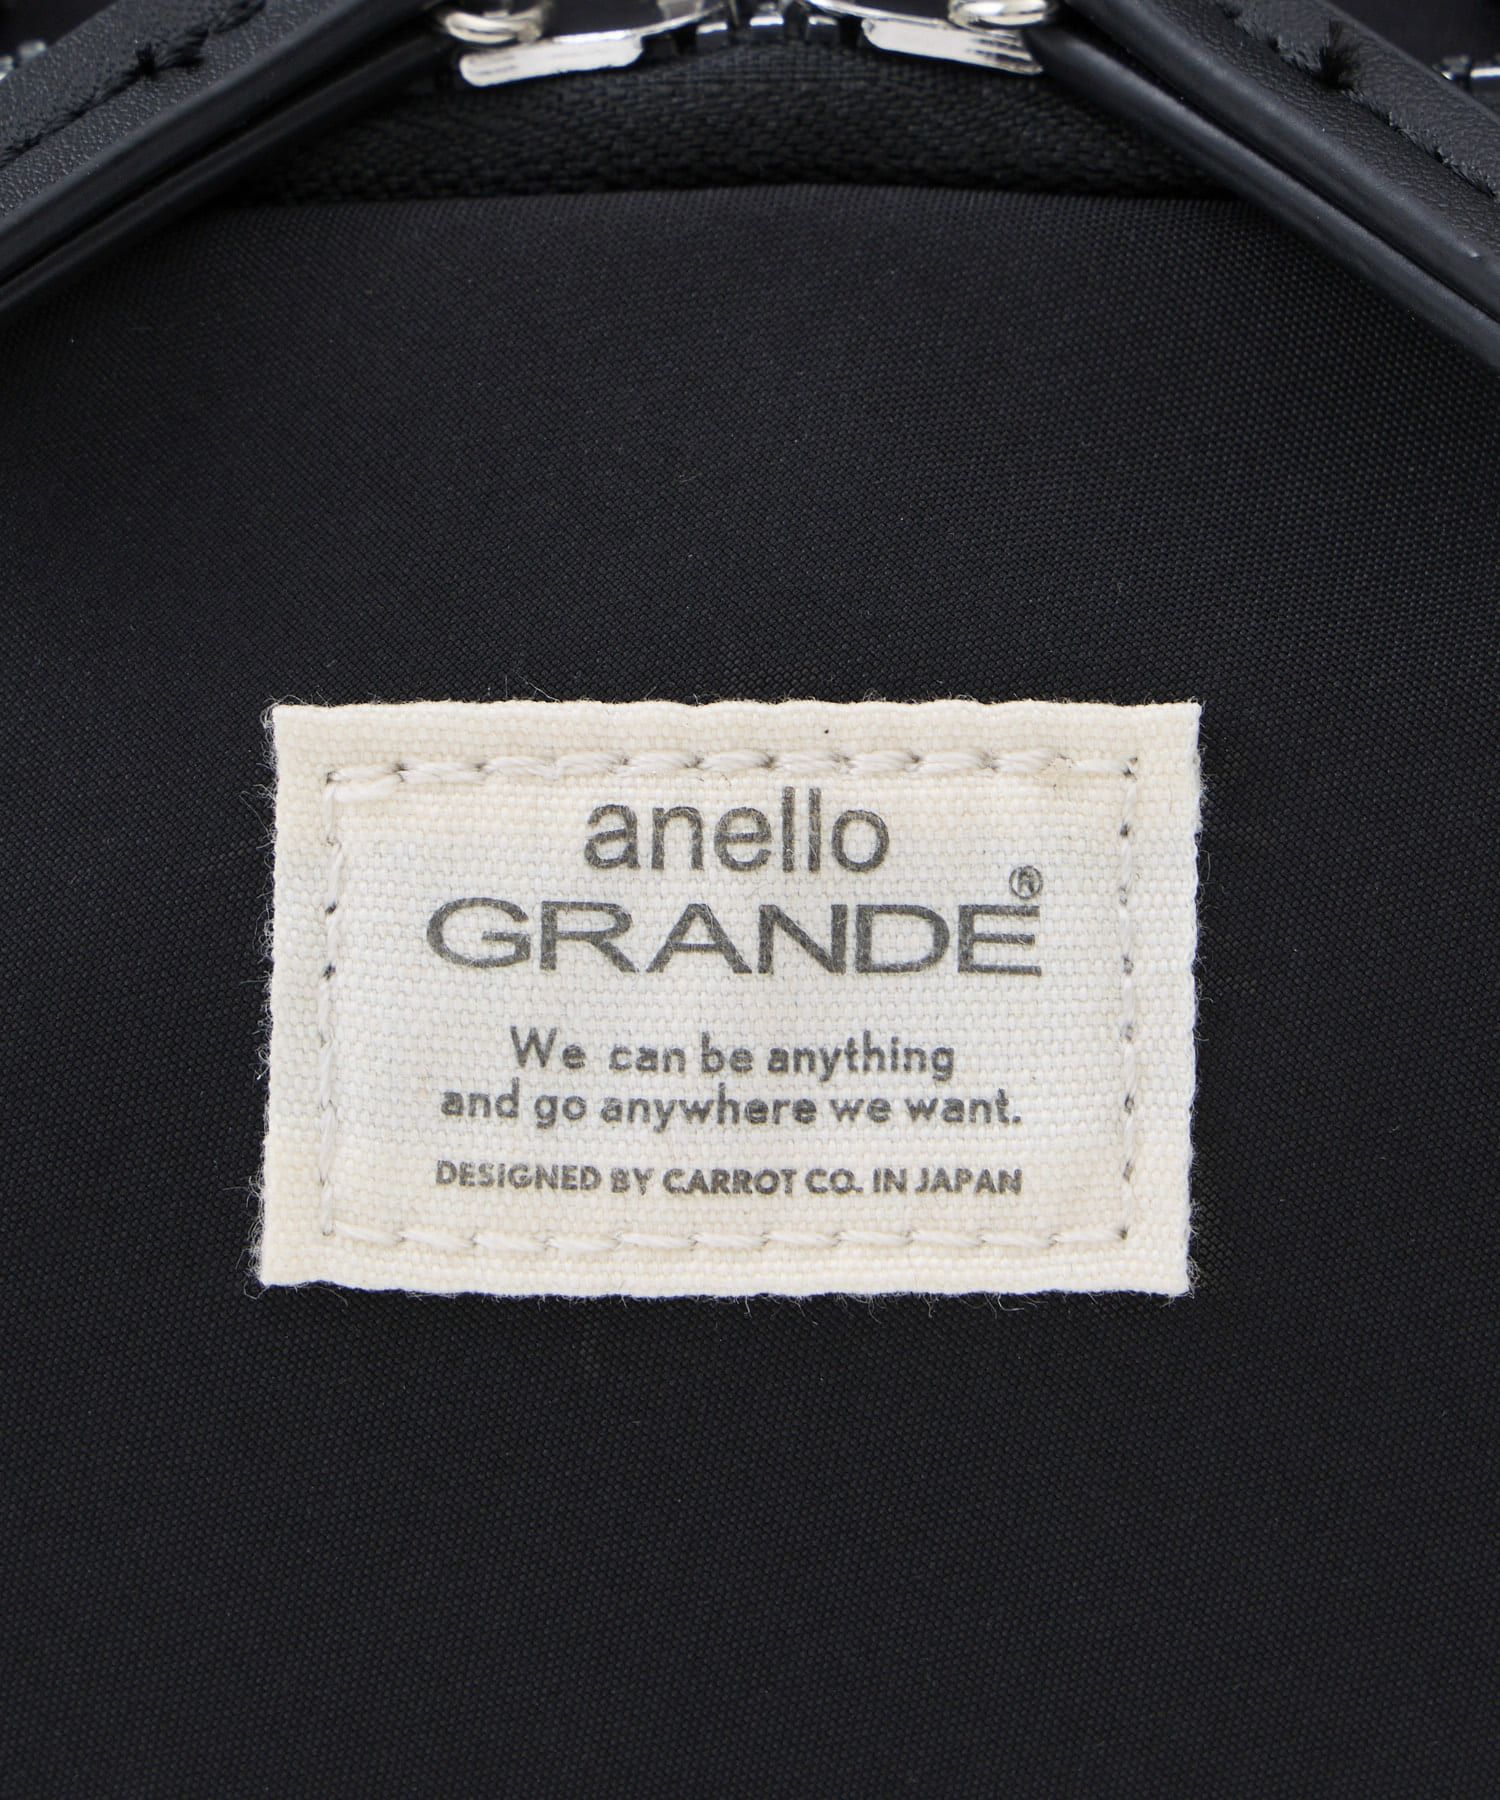 anello
GRANDE®
We can be anything
and go anywhere we want.
DESIGNED BY CARROT CO. IN JAPAN